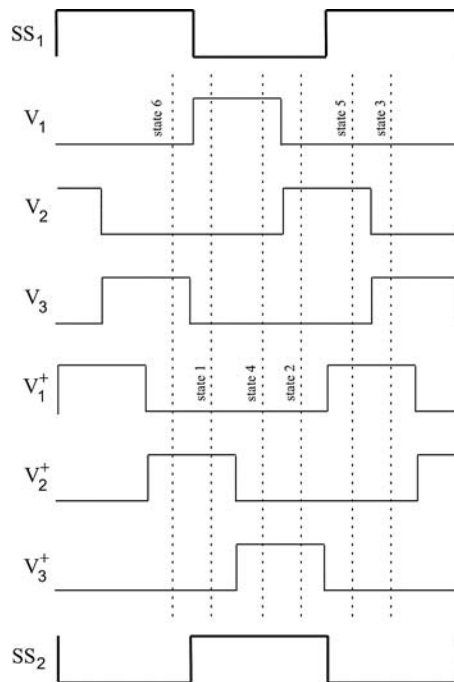 SS1
V1
state 6
state 5
state 3
V2
V3
V1+
state 1
state 4
state 2
V2+
V3+
SS2